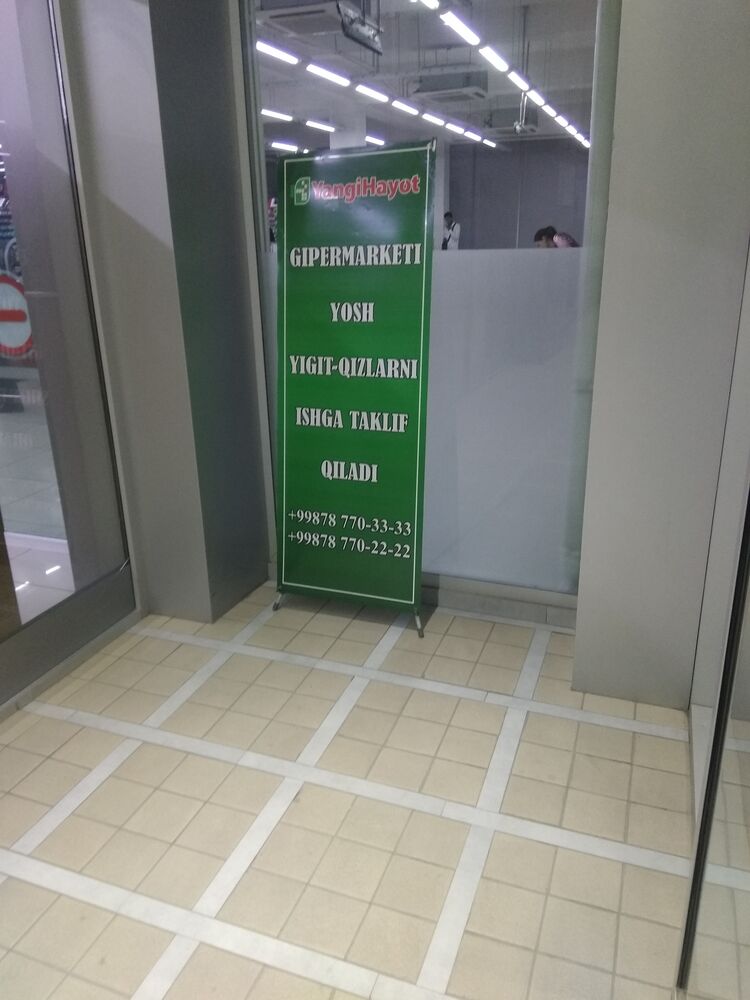 YangiHayot
GIPERMARKETI
YOSH
YIGIT-QIZLARNI
ISHGA TAKLIF
QILADI
+99878 770-33-33
+99878 770-22-22